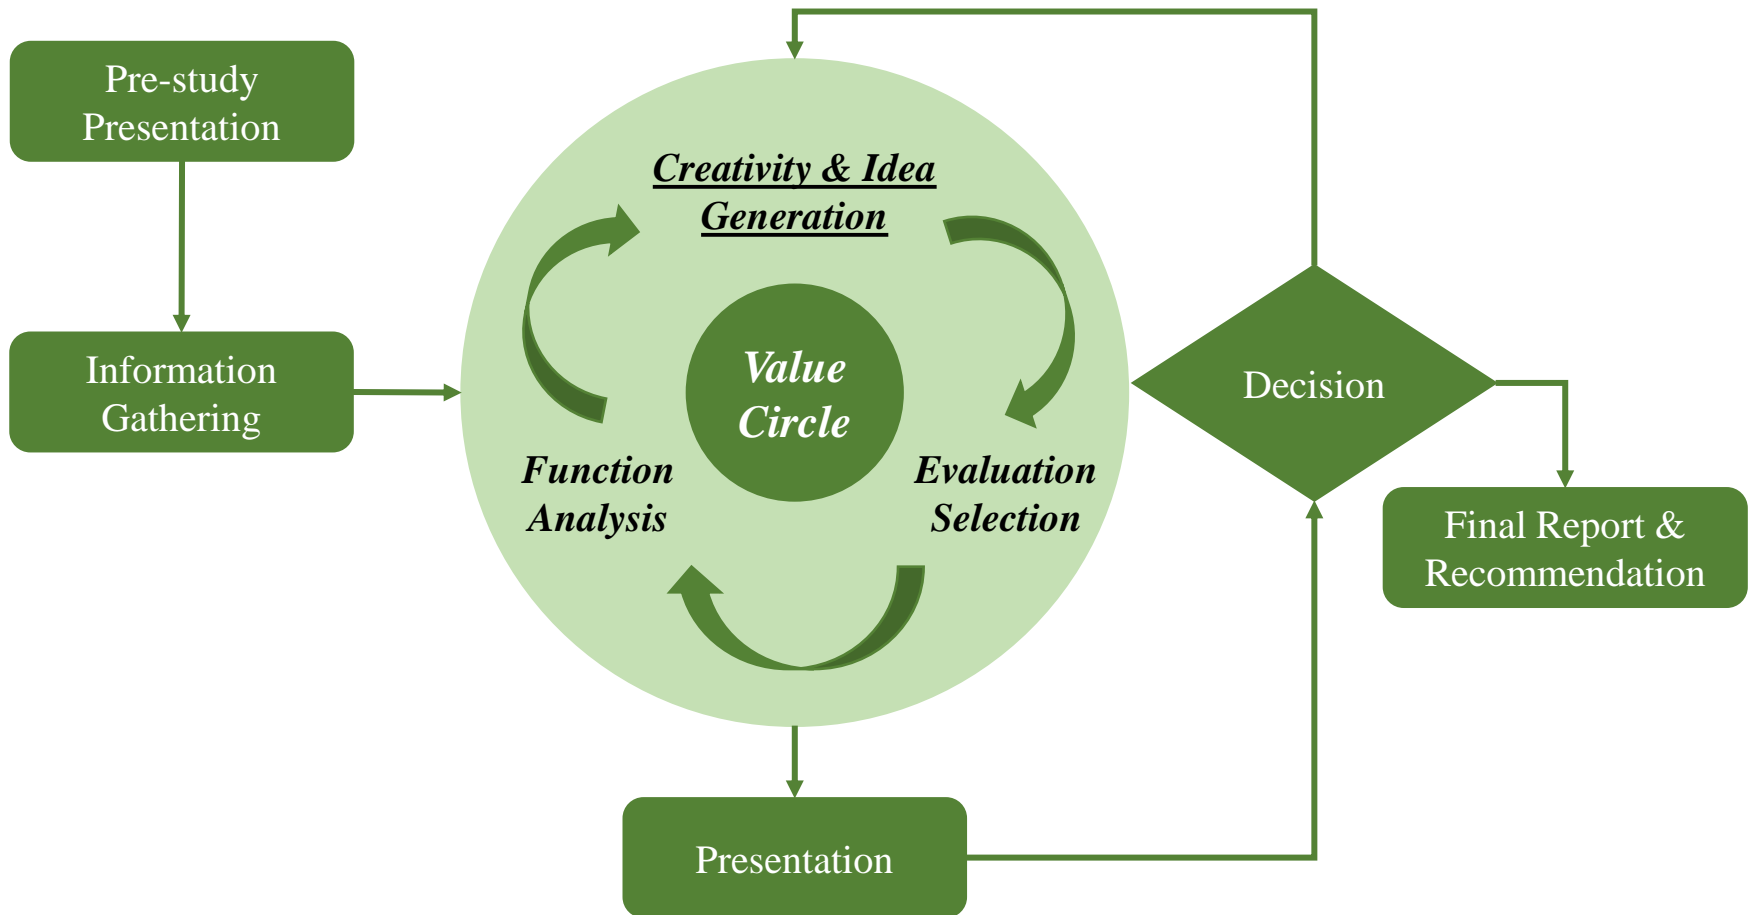 Pre-study
Presentation
Information
Gathering
Creativity & Idea
Generation
Value
Circle
Function
Analysis
Evaluation
Selection
Presentation
Decision
Final Report &
Recommendation